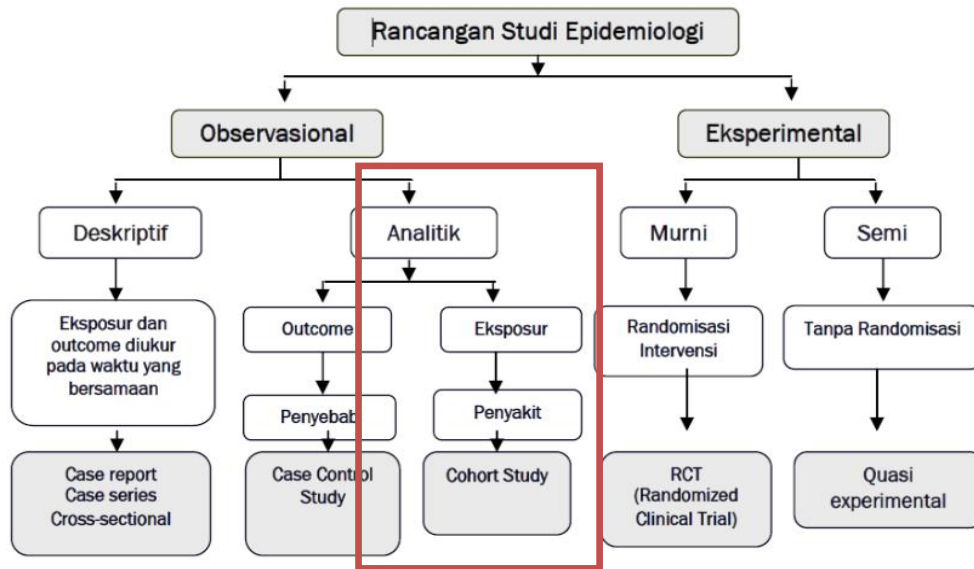 Rancangan Studi Epidemiologi
Observasional
Eksperimental
Deskriptif
Analitik
Murni
Semi
Eksposur dan
outcome diukur
pada waktu yang
bersamaan
Outcome
Eksposur
Randomisasi
Intervensi
Tanpa Randomisasi
Penyebab
Penyakit
Case report
Case series
Cross-sectional
Case Control
Study
Cohort Study
RCT
(Randomized
Clinical Trial)
Quasi
experimental